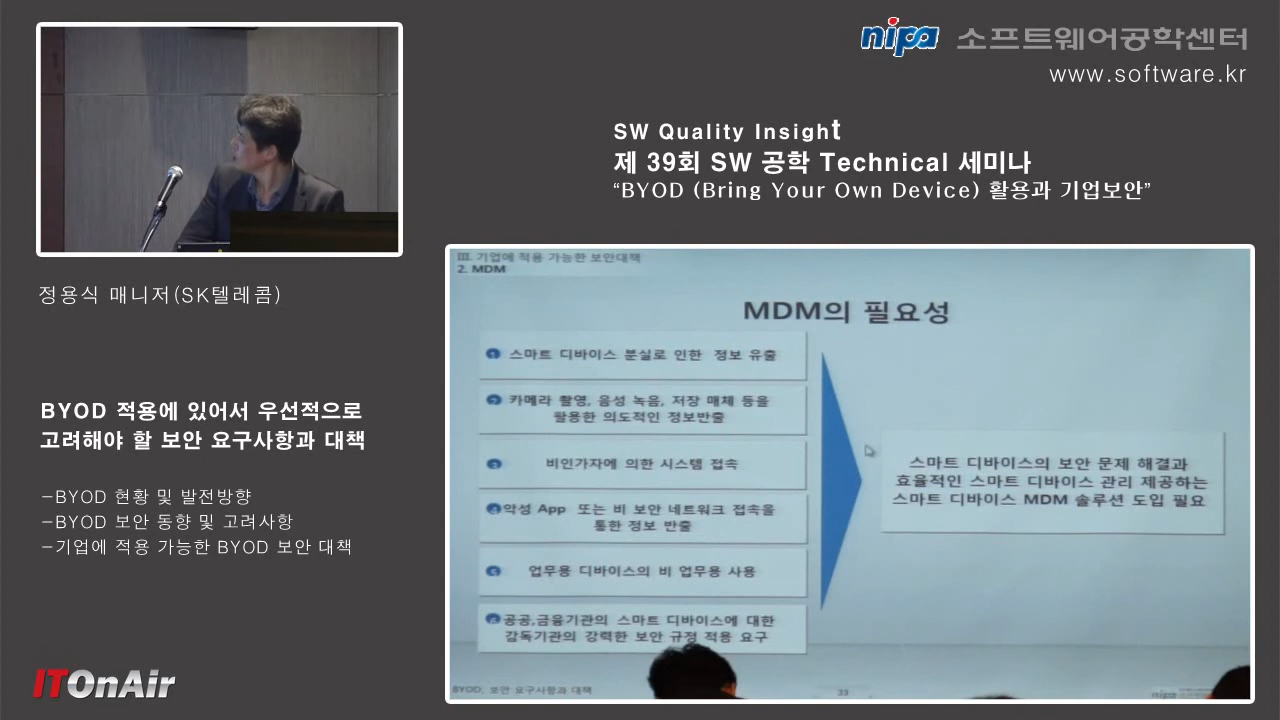 nipa 소프트웨어공학센터
www.software.kr
SW Quality Insight
제 39회 SW 공학 Technical 세미나
“BYOD (Bring Your Own Device) 활용과 기업보안”
정용식 매니저(SK텔레콤)
BYOD 적용에 있어서 우선적으로
고려해야 할 보안 요구사항과 대책
-BYOD 현황 및 발전방향
-BYOD 보안 동향 및 고려사항
-기업에 적용 가능한 BYOD 보안 대책
ITOnAir
III. 기업에 적용 가능한 보안대책
2. MDM
MDM의 필요성
1 스마트 디바이스 분실로 인한 정보 유출
2 카메라 촬영, 음성 녹음, 저장 매체 등을
활용한 의도적인 정보반출
3 비인가자에 의한 시스템 접속
4 악성 App 또는 비 보안 네트워크 접속을
통한 정보 반출
5 업무용 디바이스의 비 업무용 사용
6 공공,금융기관의 스마트 디바이스에 대한
감독기관의 강력한 보안 규정 적용 요구
스마트 디바이스의 보안 문제 해결과
효율적인 스마트 디바이스 관리 제공하는
스마트 디바이스 MDM 솔루션 도입 필요
BYOD, 보안 요구사항과 대책
33
nipa